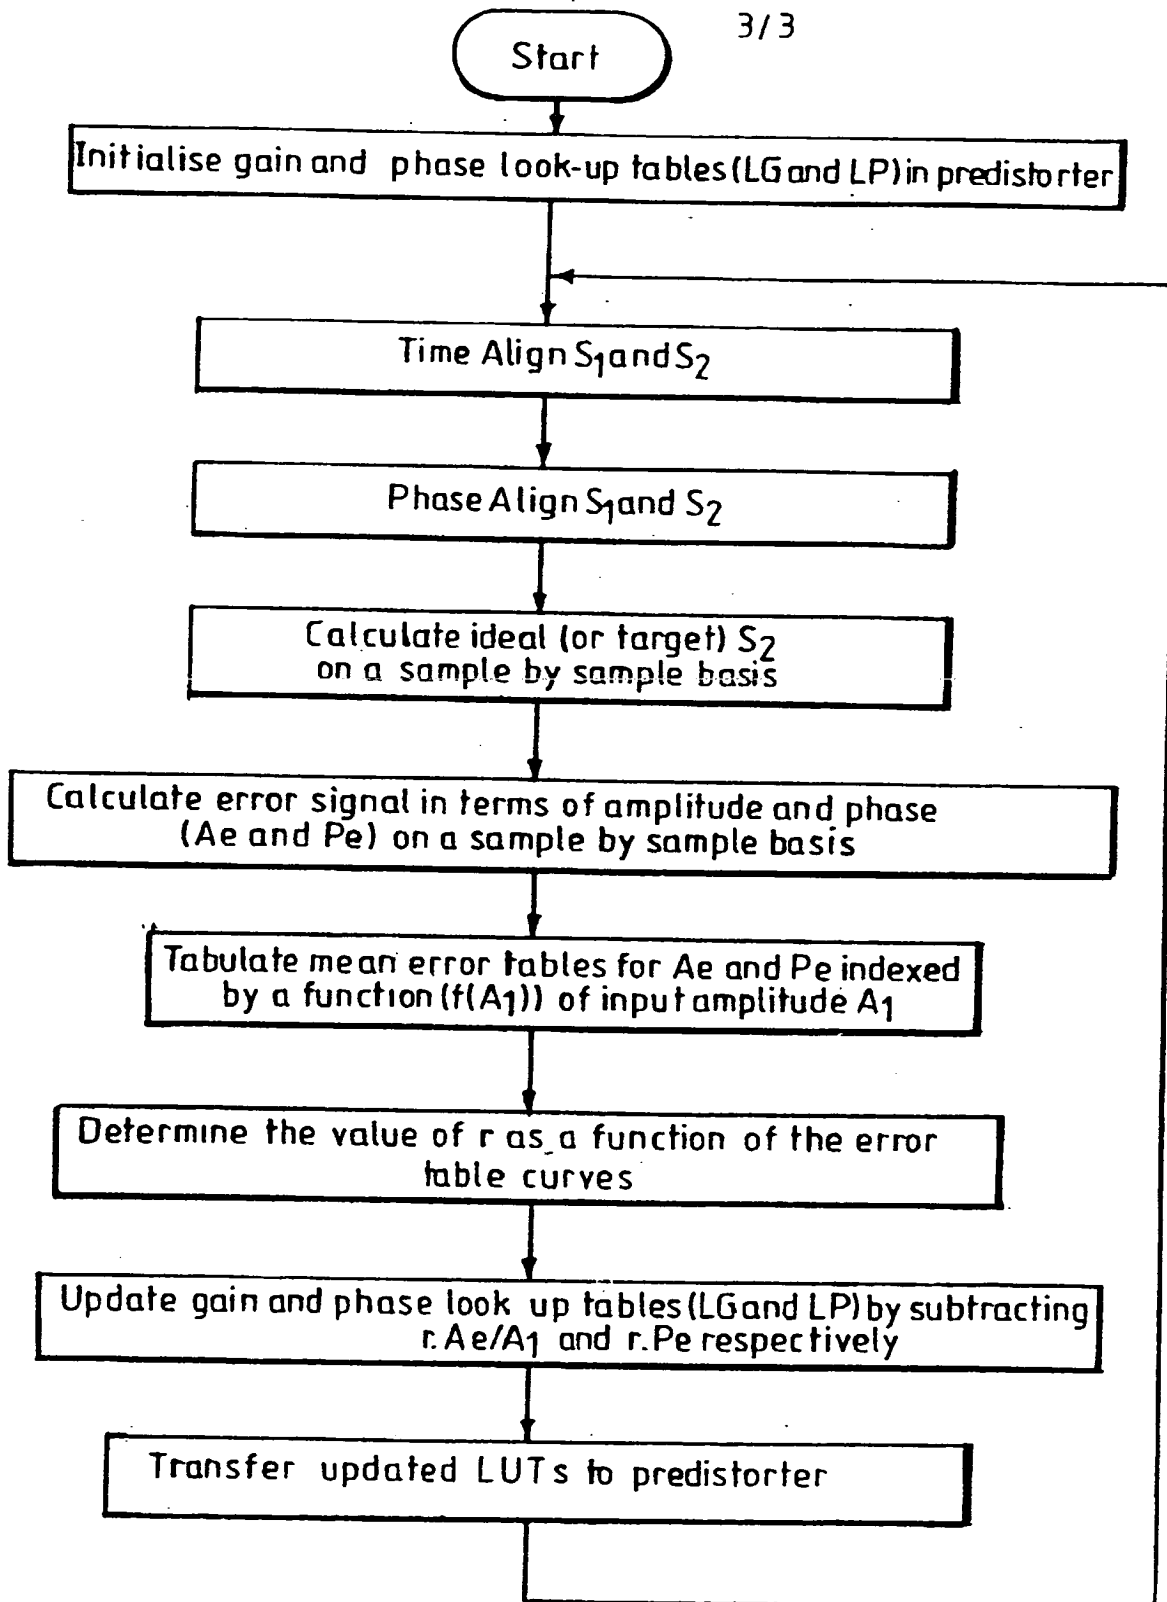 3/3
Start
Initialise gain and phase look-up tables (LG and LP) in predistorter
Time Align S1 and S2
Phase Align S1 and S2
Calculate ideal (or target) S2
on a sample by sample basis
Calculate error signal in terms of amplitude and phase
(Ae and Pe) on a sample by sample basis
Tabulate mean error tables for Ae and Pe indexed
by a function (f(A1)) of input amplitude A1
Determine the value of r as a function of the error
table curves
Update gain and phase look up tables (LG and LP) by subtracting
r.Ae/A1 and r.Pe respectively
Transfer updated LUTs to predistorter